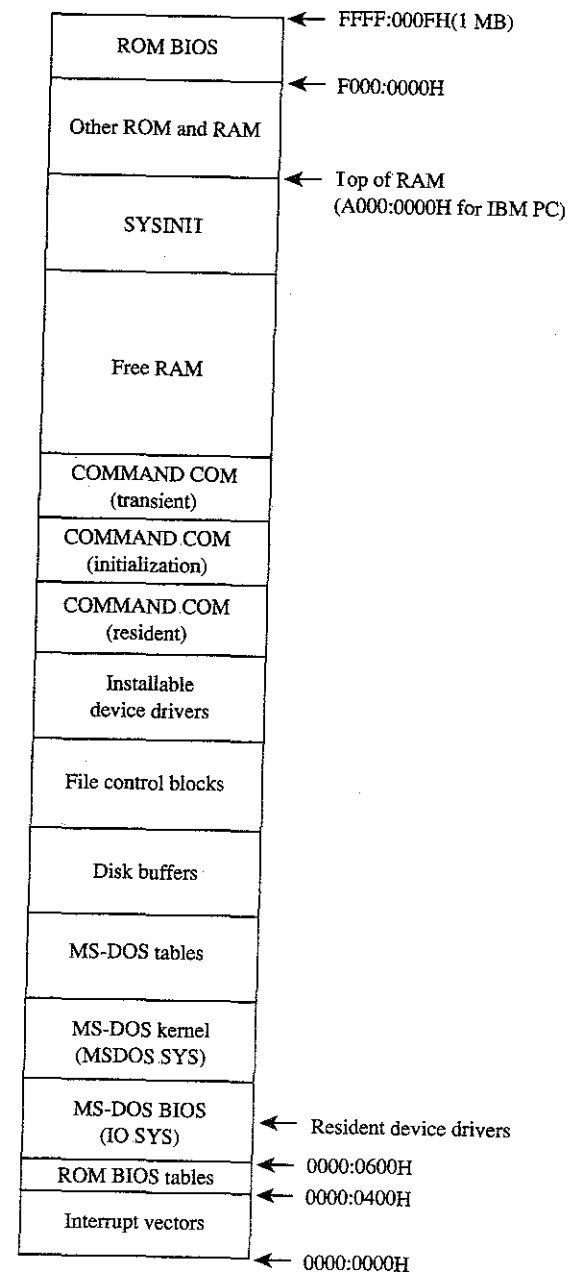 FFFF:000FH(1 MB)
ROM BIOS
F000:0000H
Other ROM and RAM
Top of RAM
(A000:0000H for IBM PC)
SYSINIT
Free RAM
COMMAND COM
(transient)
COMMAND.COM
(initialization)
COMMAND.COM
(resident)
Installable
device drivers
File control blocks
Disk buffers
MS-DOS tables
MS-DOS kernel
(MSDOS.SYS)
MS-DOS BIOS
(IO SYS)
Resident device drivers
0000:0600H
ROM BIOS tables
0000:0400H
Interrupt vectors
0000:0000H